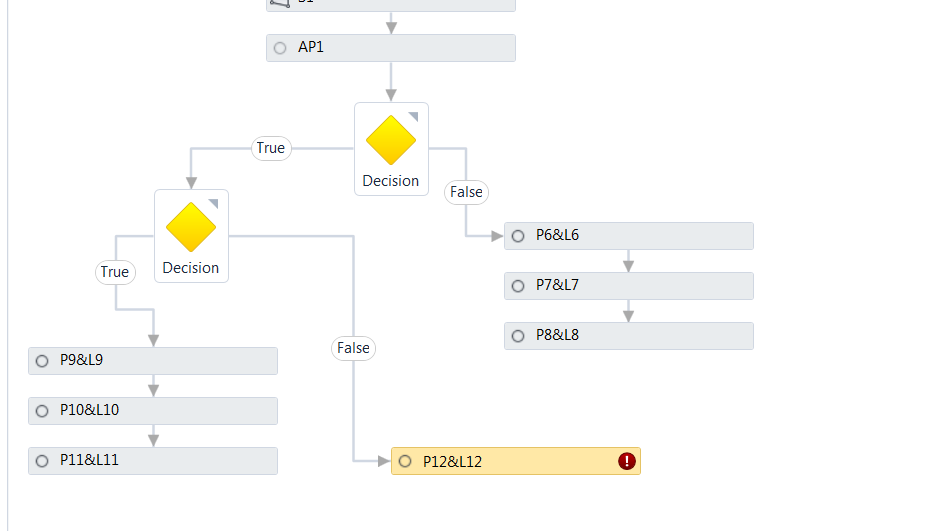 AP1
True
Decision
False
Decision
P6&L6
True
P7&L7
P8&L8
False
P9&L9
P10&L10
P11&L11
P12&L12